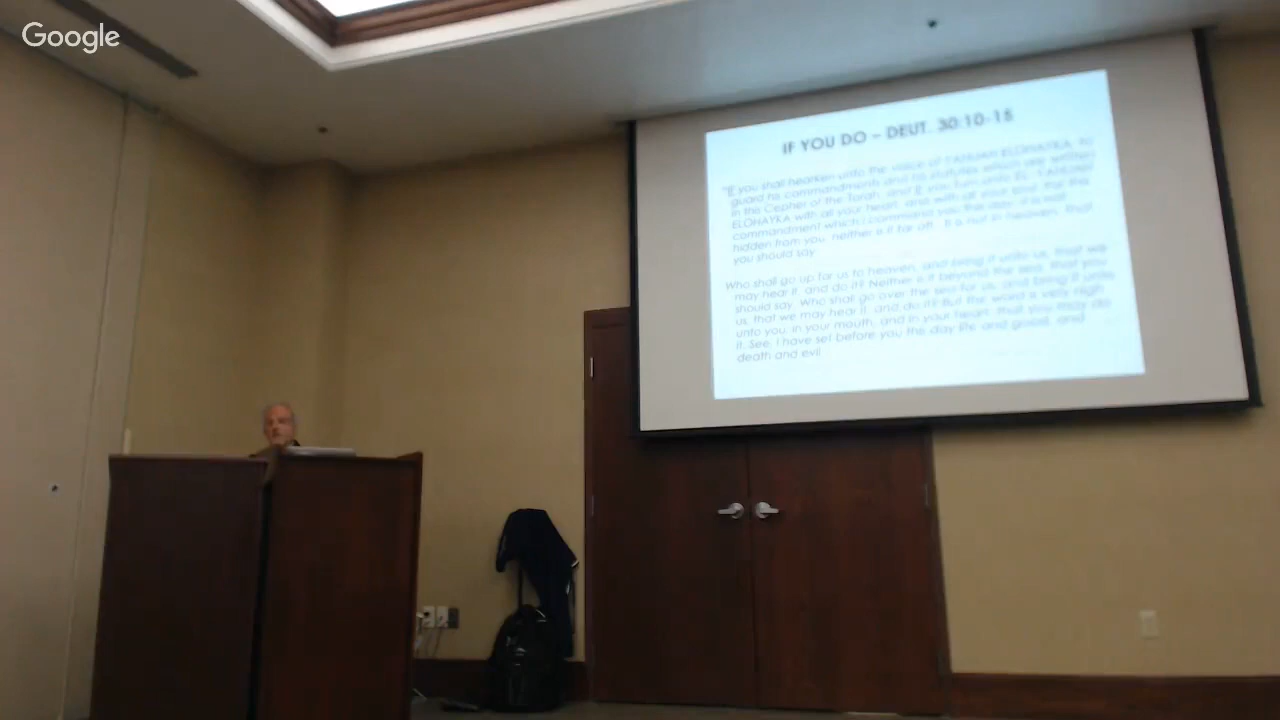 Google
IF YOU DO – DEUT. 30:10-15
"If you shall hearken unto the voice of YAHUAH ELOHAYKA, to
guard his commandments and his statutes which are written
in this Cepher of the Torah, and if you turn unto EL-YAHUAH
ELOHAYKA with all your heart, and with all your soul. For this
commandment which I command you this day, it is not
hidden from you, neither is it far off. It is not in heaven, that
you should say
Who shall go up for us to heaven, and bring it unto us, that we
may hear it, and do it? Neither is it beyond the sea, that you
should say, Who shall go over the sea for us, and bring it unto
us, that we may hear it, and do it? But the word is very nigh
unto you, in your mouth, and in your heart, that you may do
it. See, I have set before you this day life and good, and
death and evil